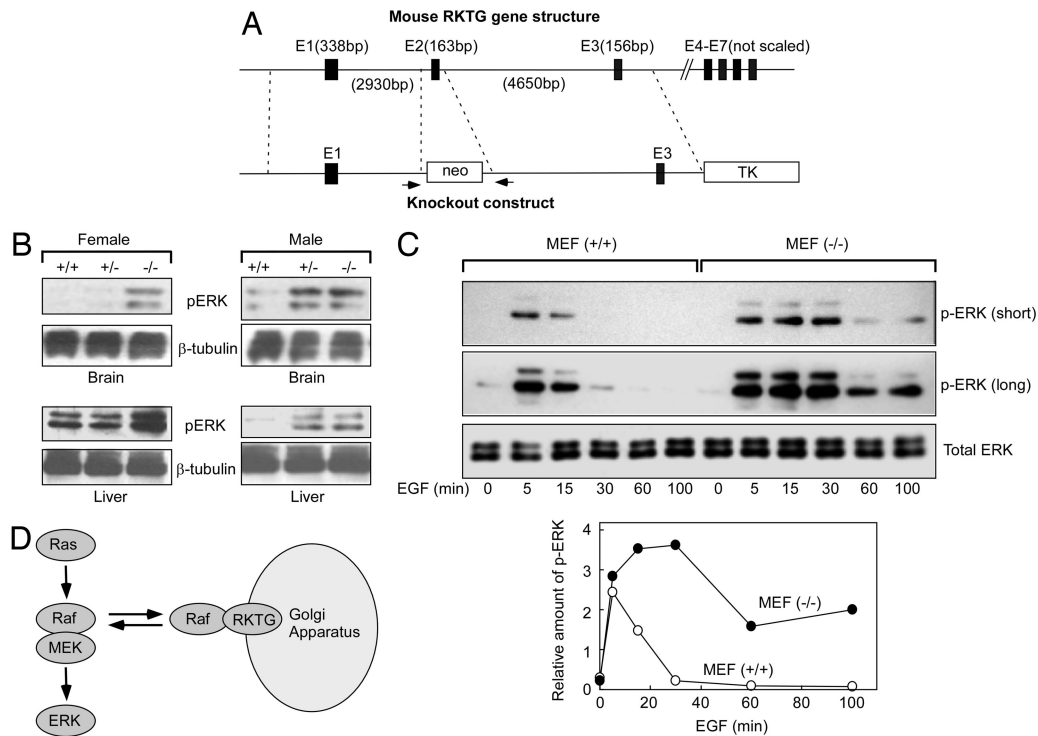 A
Mouse RKTG gene structure
E1(338bp) E2(163bp) E3(156bp) E4-E7(not scaled)
(2930bp) (4650bp)
E1 neo E3 TK
Knockout construct
B
Female Male
+/+ +/- -/- +/+ +/- -/-
pERK
β-tubulin
Brain Brain
pERK
β-tubulin
Liver Liver
C
MEF (+/+) MEF (-/-)
p-ERK (short)
p-ERK (long)
Total ERK
EGF (min) 0 5 15 30 60 100 0 5 15 30 60 100
D
Ras
Raf Raf RKTG Golgi Apparatus
MEK
ERK
Relative amount of p-ERK
4
3
2
1
0
MEF (-/-)
MEF (+/+)
0 20 40 60 80 100
EGF (min)